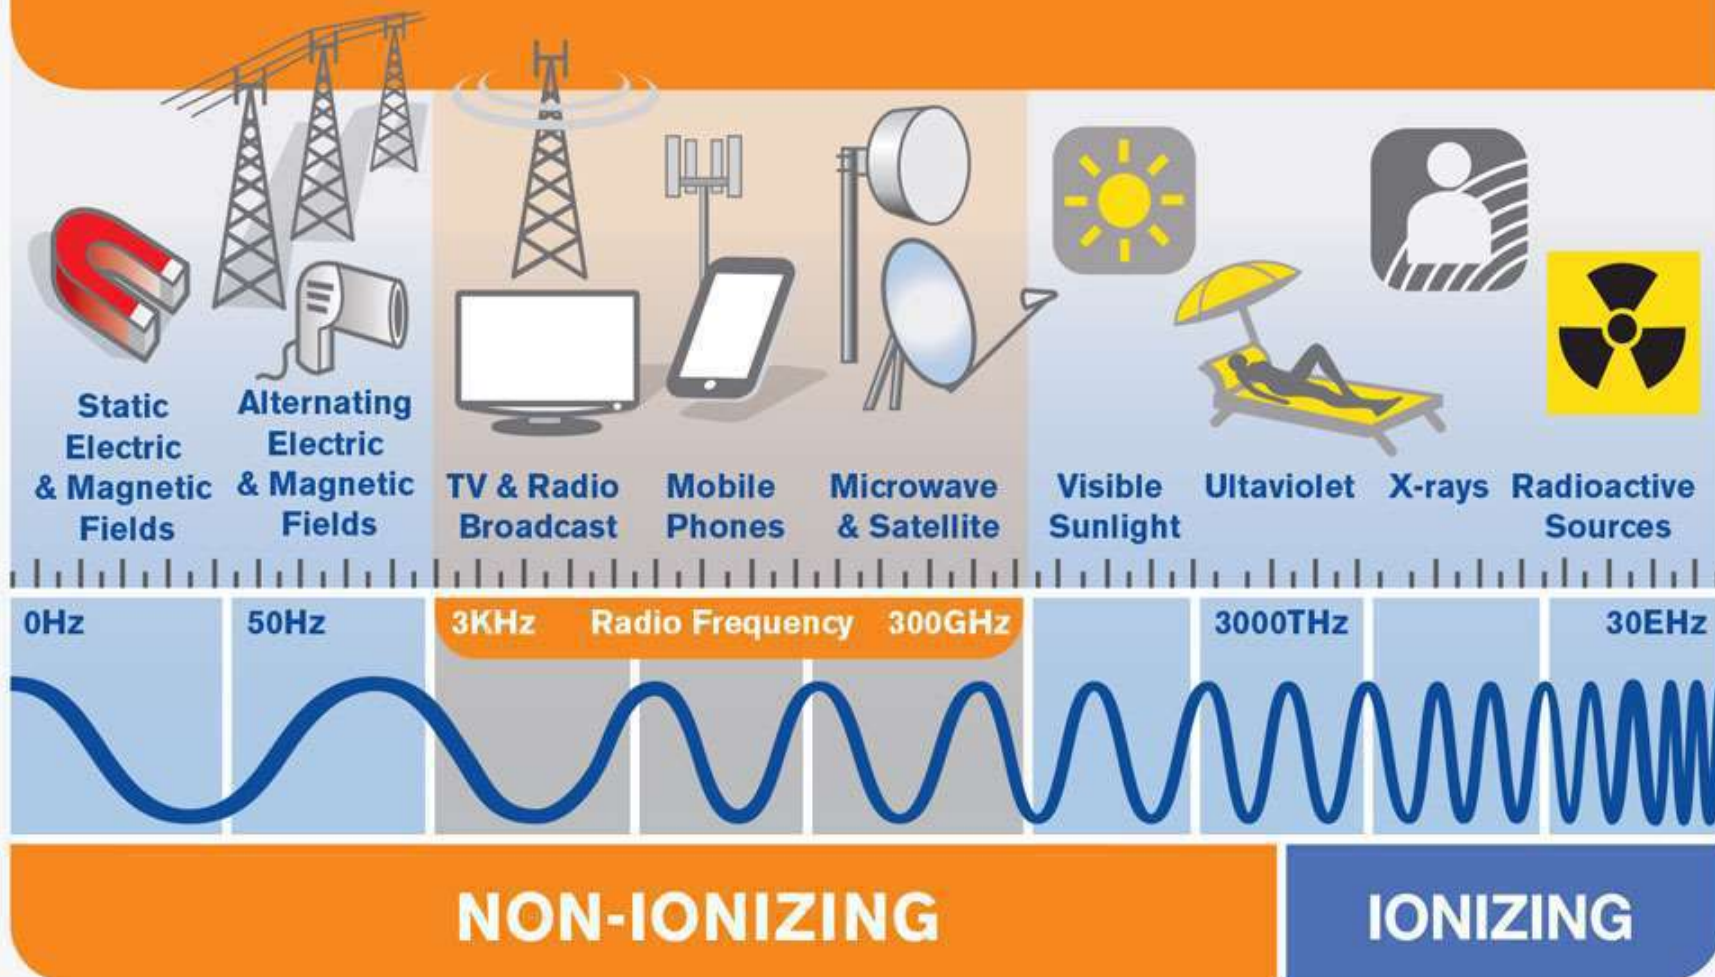 Static
Electric
& Magnetic
Fields
Alternating
Electric
& Magnetic
Fields
TV & Radio
Broadcast
Mobile
Phones
Microwave
& Satellite
Visible
Sunlight
Ultaviolet
X-rays
Radioactive
Sources
0Hz
50Hz
3KHz
Radio Frequency
300GHz
3000THz
30EHz
NON-IONIZING
IONIZING